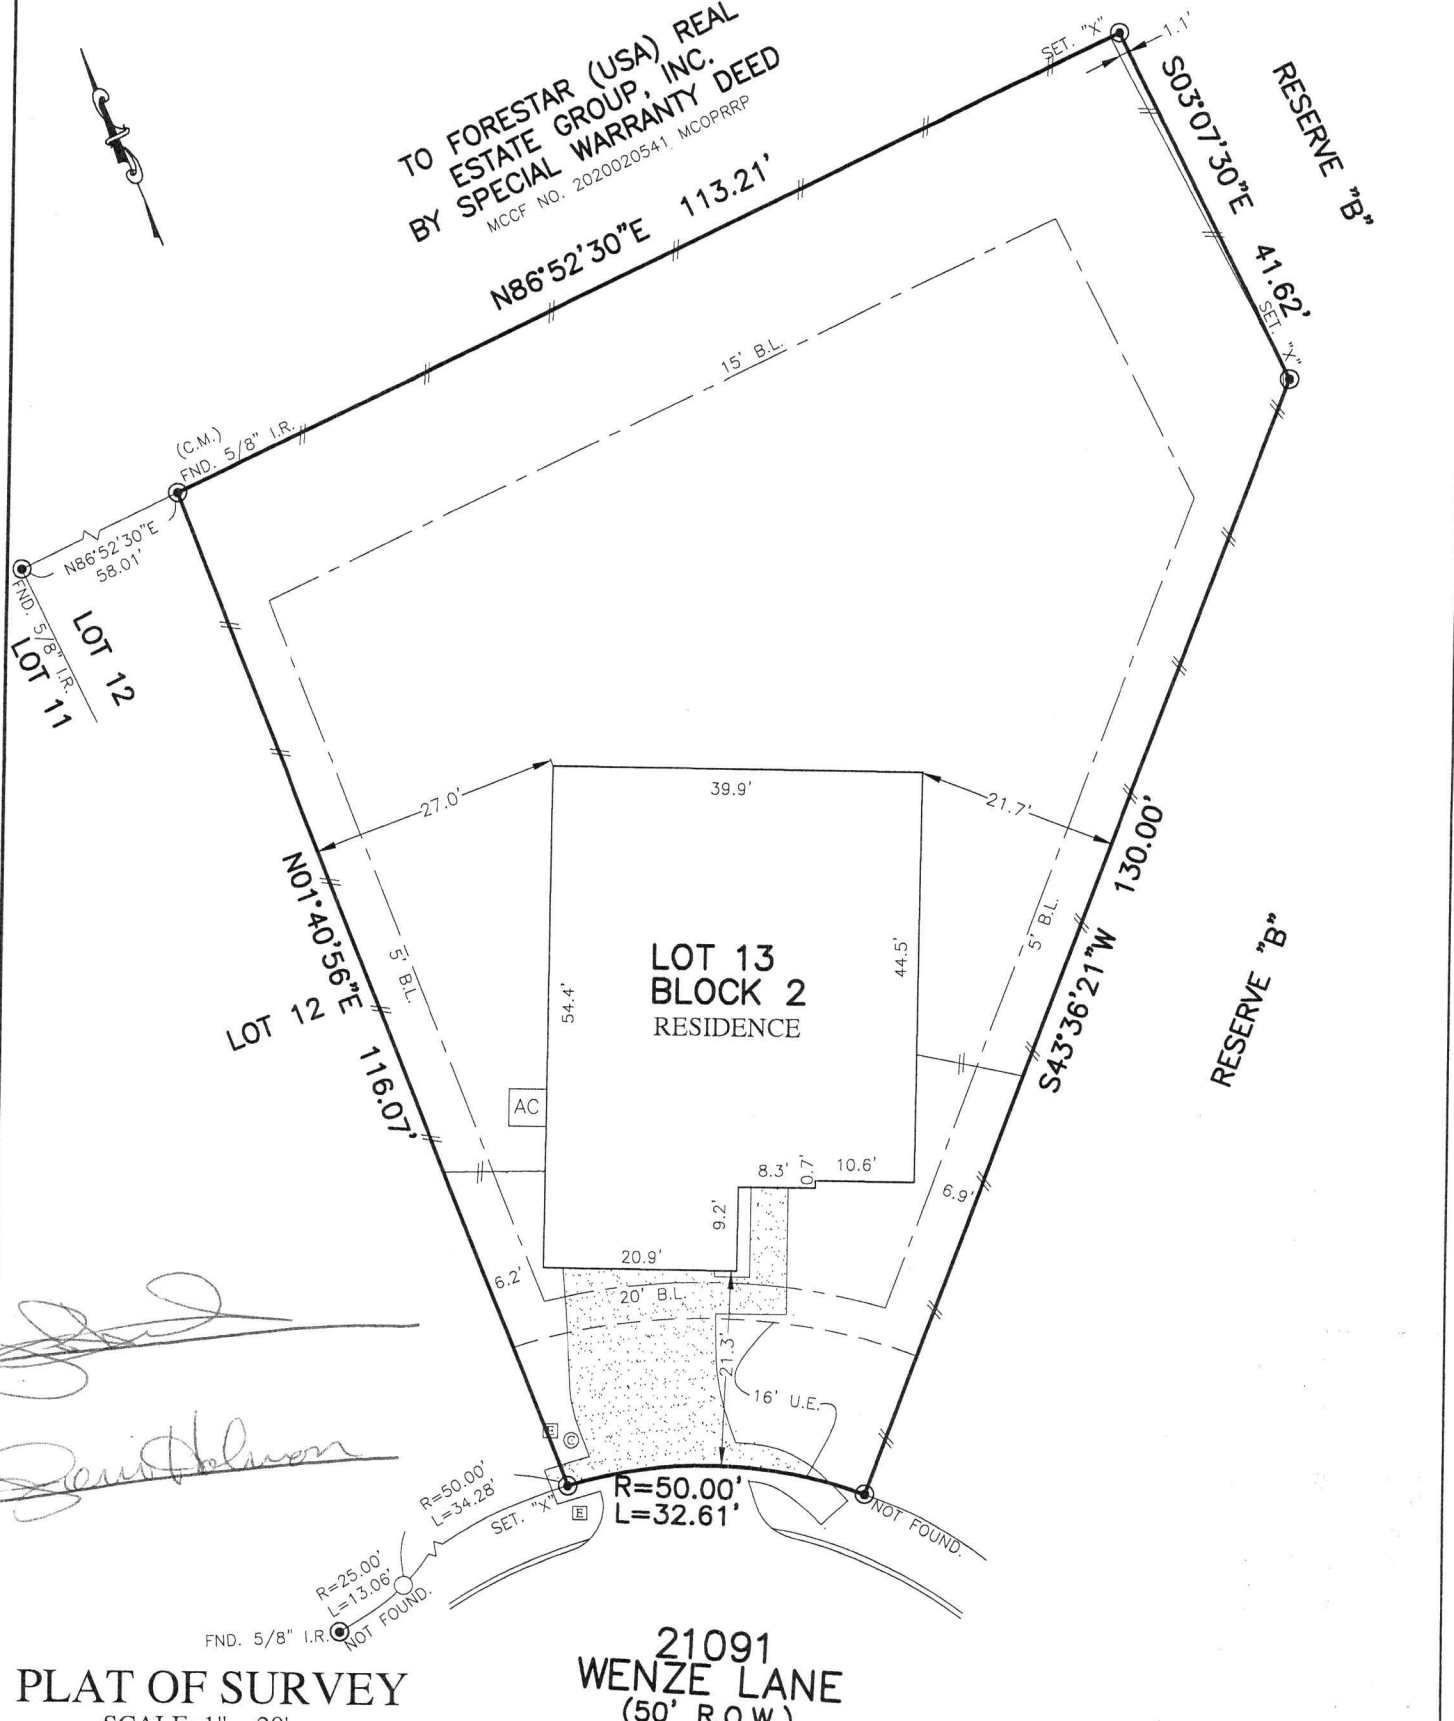 TO FORESTAR (USA) REAL
ESTATE GROUP, INC.
BY SPECIAL WARRANTY DEED
MCCF NO. 2020020541, MCOPRRP
SET. "X"
1.1'
S03°07'30"E 41.62'
RESERVE "B"
N86°52'30"E 113.21'
SET. "X"
15' B.L.
(C.M.)
FND. 5/8" I.R.
N86°52'30"E
58.01'
FND. 5/8" I.R.
LOT 12
LOT 11
27.0'
39.9'
21.7'
N01°40'56"E 116.07'
S43°36'21"W 130.00'
5' B.L.
5' B.L.
LOT 12
54.4'
44.5'
LOT 13
BLOCK 2
RESIDENCE
RESERVE "B"
AC
8.3'
0.7'
10.6'
9.2'
6.9'
20.9'
6.2'
20' B.L.
21.3'
16' U.E.
E
C
R=50.00'
L=34.28'
SET. "X"
E
R=50.00'
L=32.61'
NOT FOUND.
R=25.00'
L=13.06'
NOT FOUND.
FND. 5/8" I.R.
21091
WENZE LANE
(50' R.O.W.)
PLAT OF SURVEY
SCALE: 1" = 20'